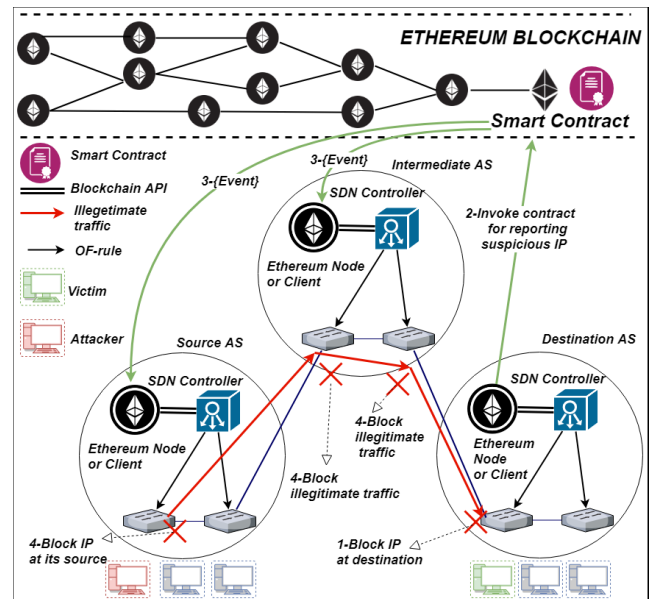 ETHEREUM BLOCKCHAIN
Smart Contract
Smart Contract
Blockchain API
Illegetimate
traffic
OF-rule
Victim
Attacker
3-{Event}
3-{Event}
Intermediate AS
SDN Controller
Ethereum Node
or Client
2-Invoke contract
for reporting
suspicious IP
Source AS
SDN Controller
Ethereum Node
or Client
Destination AS
SDN Controller
Ethereum
Node
or Client
4-Block
illegitimate
traffic
4-Block
illegitimate traffic
4-Block IP
at its source
1-Block IP
at destination